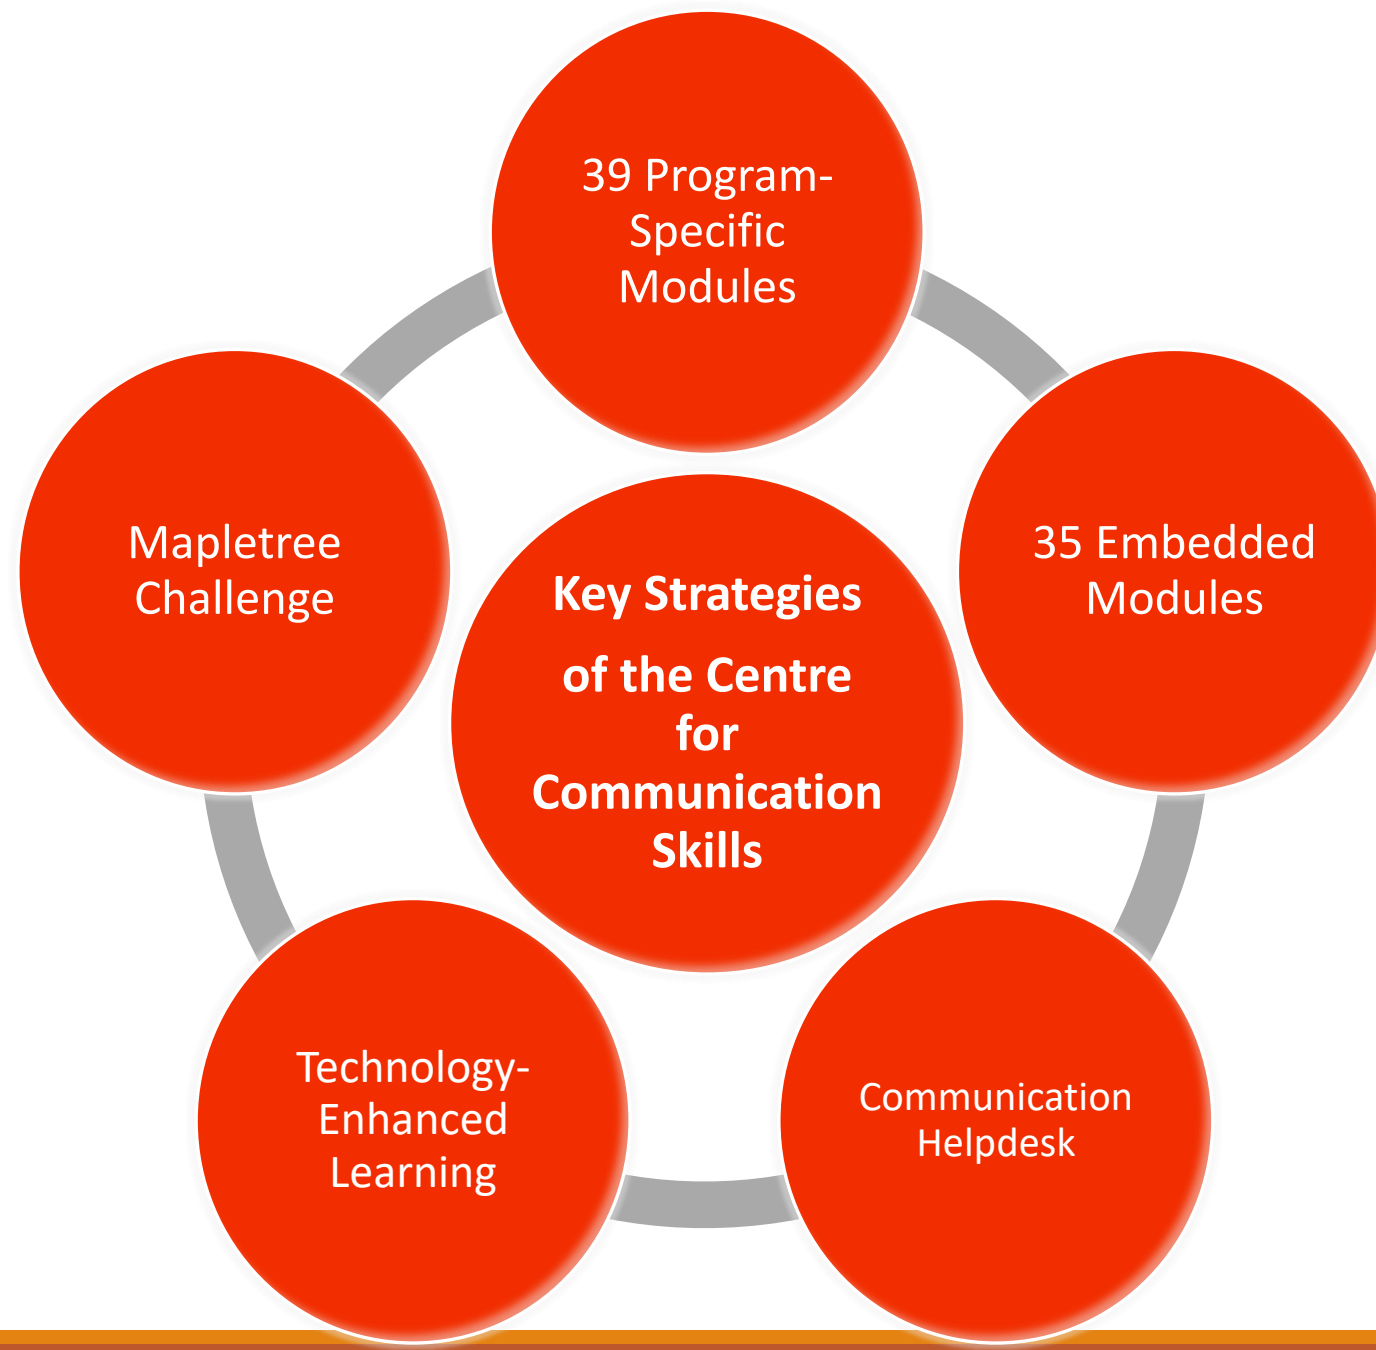 39 Program-
Specific
Modules
35 Embedded
Modules
Communication
Helpdesk
Technology-
Enhanced
Learning
Mapletree
Challenge
Key Strategies
of the Centre
for
Communication
Skills